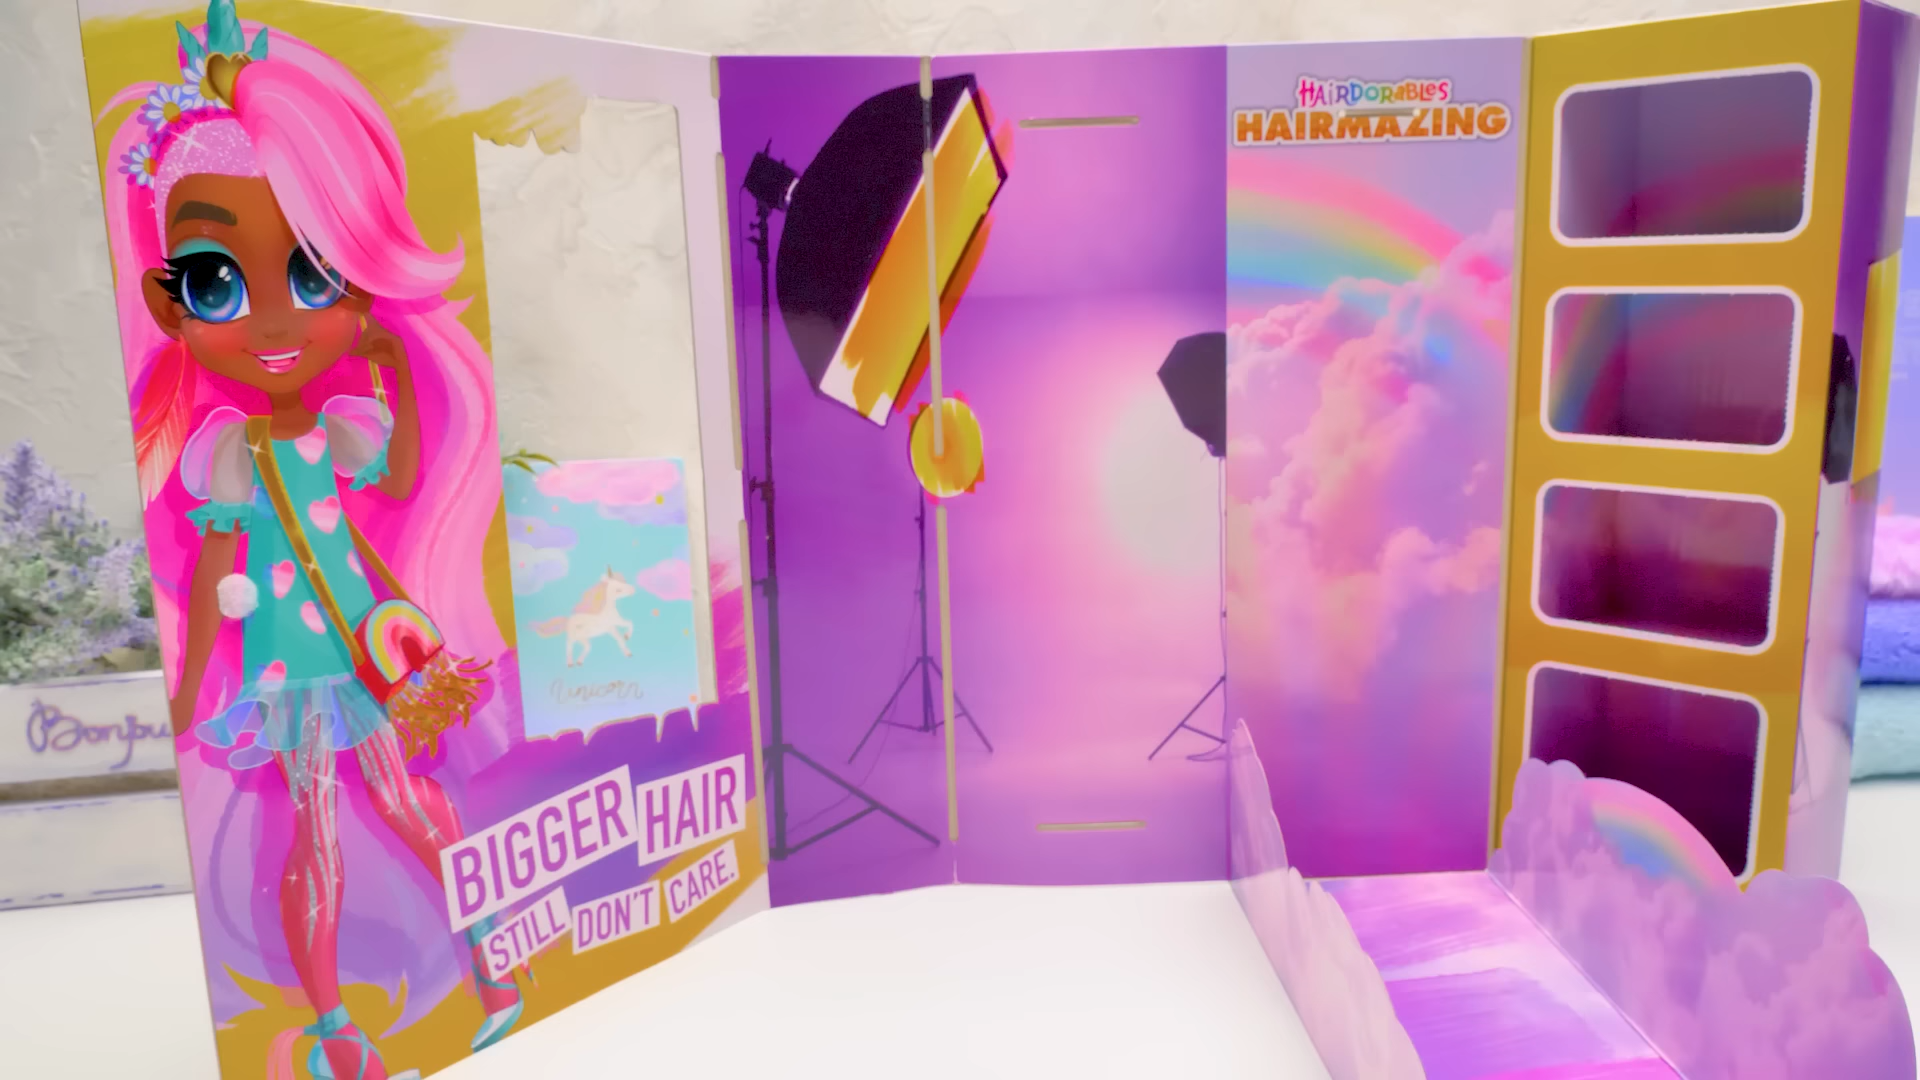 HAIRDORABLES
HAIRMAZING
Unicorn
BIGGER HAIR
STILL DON'T CARE.